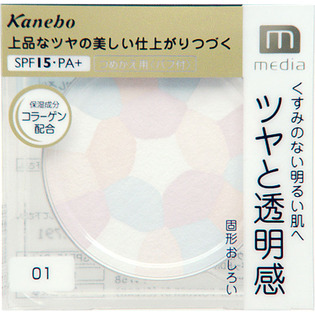 Kanebo
上品なツヤの美しい仕上がりつづく
SPF15・PA+
保湿成分
コラーゲン
配合
m
media
くすみのない明るい肌へ
ツヤと透明感
固形おしろい
01